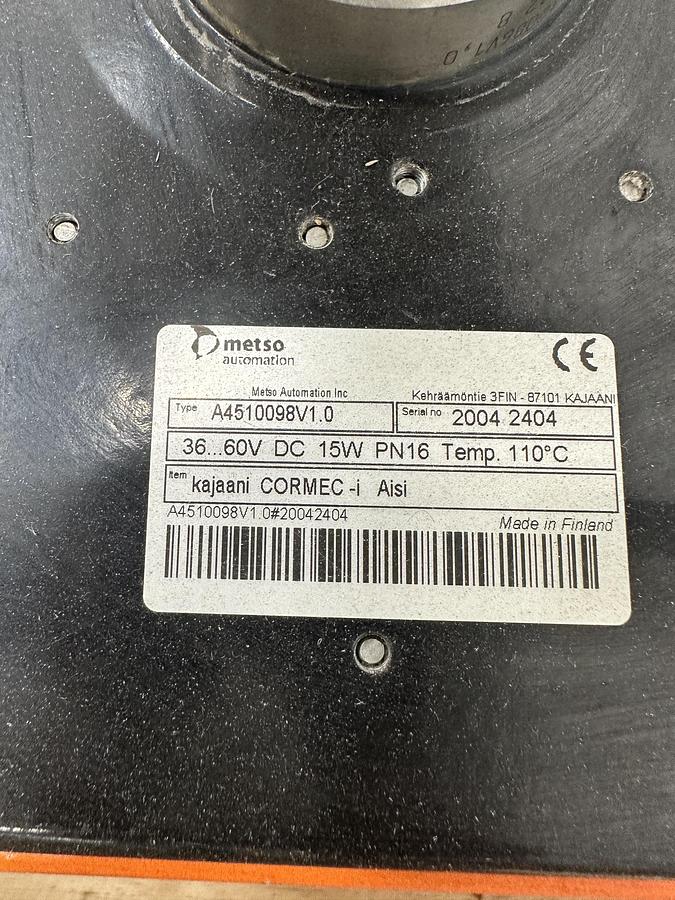 metso
automation
CE
Metso Automation Inc
Kehräämöntie 3FIN - 87101 KAJAANI
Type A4510098V1.0
Serial no 2004 2404
36...60V DC 15W PN16 Temp. 110°C
Item kajaani CORMEC -i Aisi
A4510098V1.0#20042404
Made in Finland